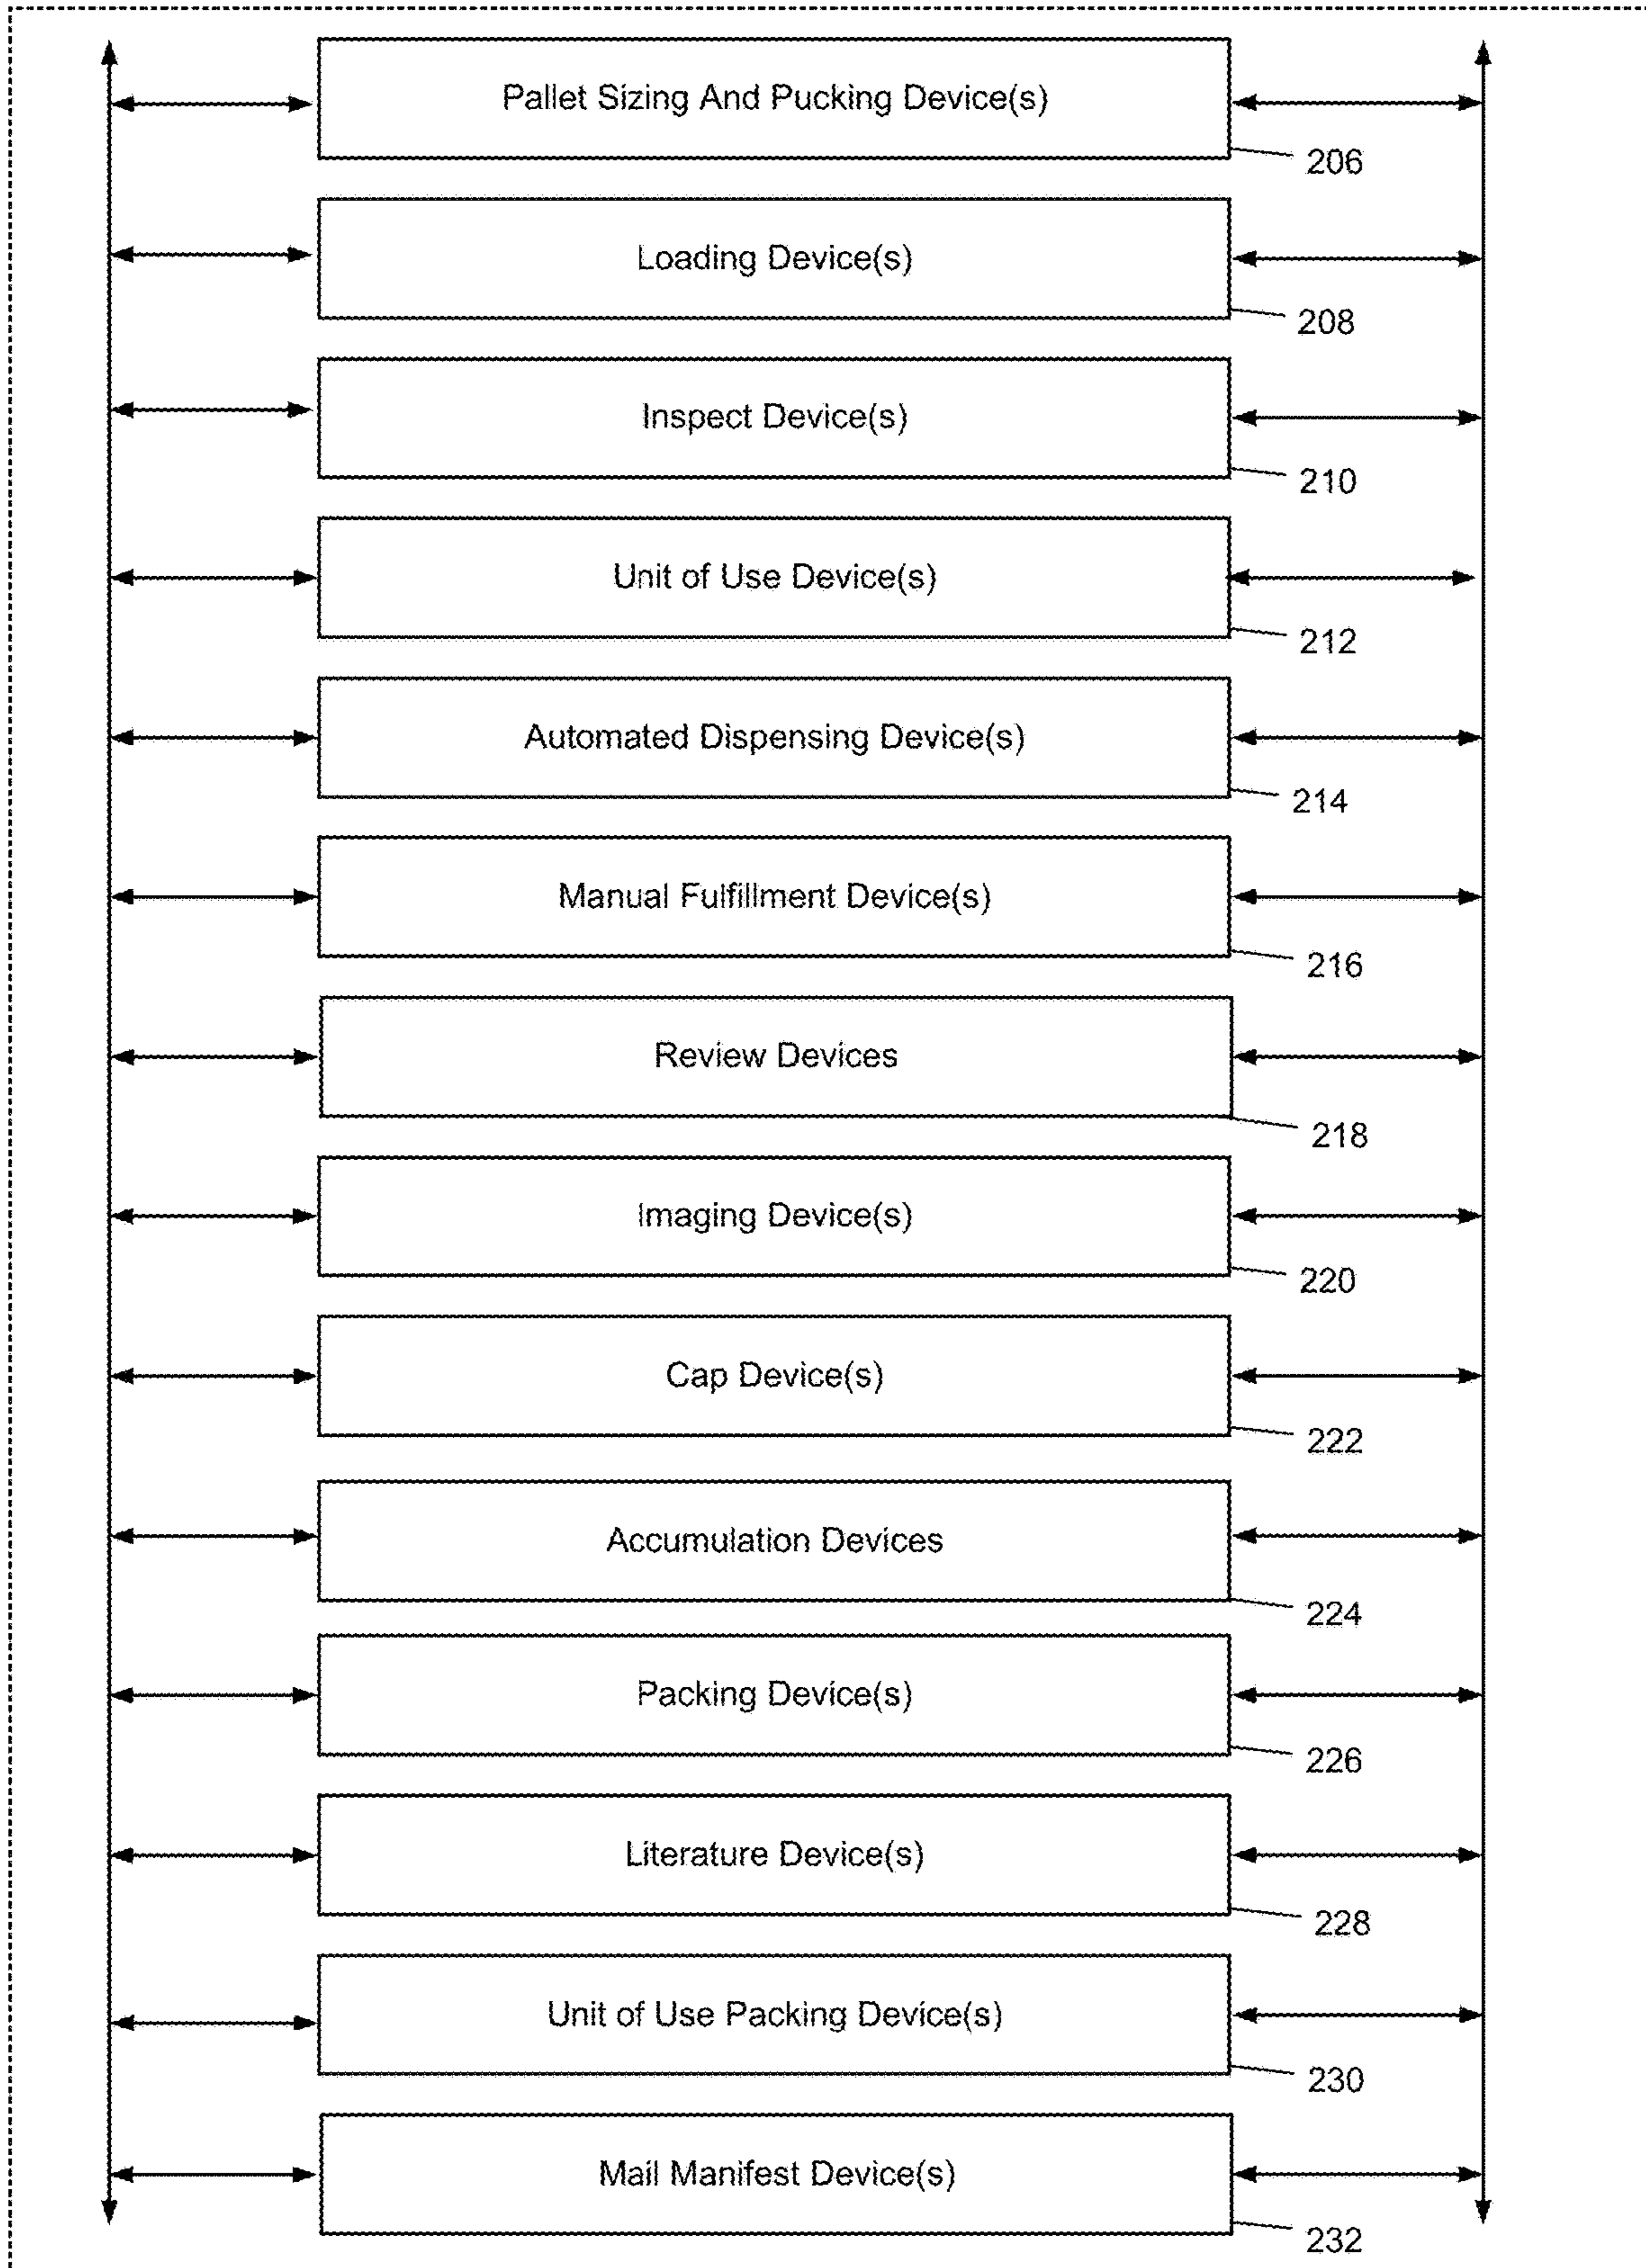 Pallet Sizing And Pucking Device(s)
206
Loading Device(s)
208
Inspect Device(s)
210
Unit of Use Device(s)
212
Automated Dispensing Device(s)
214
Manual Fulfillment Device(s)
216
Review Devices
218
Imaging Device(s)
220
Cap Device(s)
222
Accumulation Devices
224
Packing Device(s)
226
Literature Device(s)
228
Unit of Use Packing Device(s)
230
Mail Manifest Device(s)
232